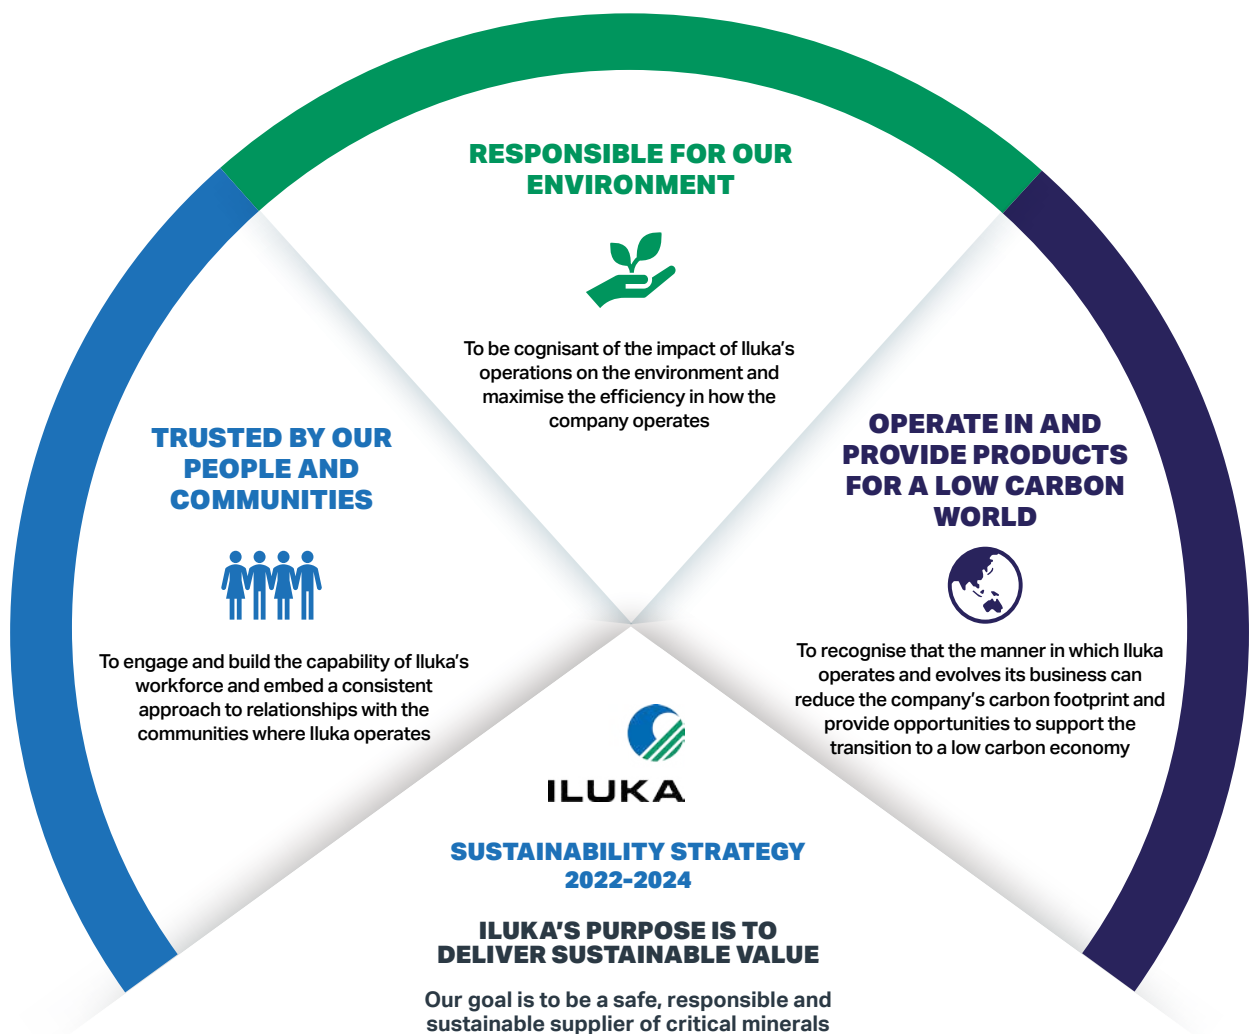 RESPONSIBLE FOR OUR
ENVIRONMENT
To be cognisant of the impact of Iluka’s
operations on the environment and
maximise the efficiency in how the
company operates
TRUSTED BY OUR
PEOPLE AND
COMMUNITIES
To engage and build the capability of Iluka’s
workforce and embed a consistent
approach to relationships with the
communities where Iluka operates
OPERATE IN AND
PROVIDE PRODUCTS
FOR A LOW CARBON
WORLD
To recognise that the manner in which Iluka
operates and evolves its business can
reduce the company’s carbon footprint and
provide opportunities to support the
transition to a low carbon economy
ILUKA
SUSTAINABILITY STRATEGY
2022-2024
ILUKA’S PURPOSE IS TO
DELIVER SUSTAINABLE VALUE
Our goal is to be a safe, responsible and
sustainable supplier of critical minerals